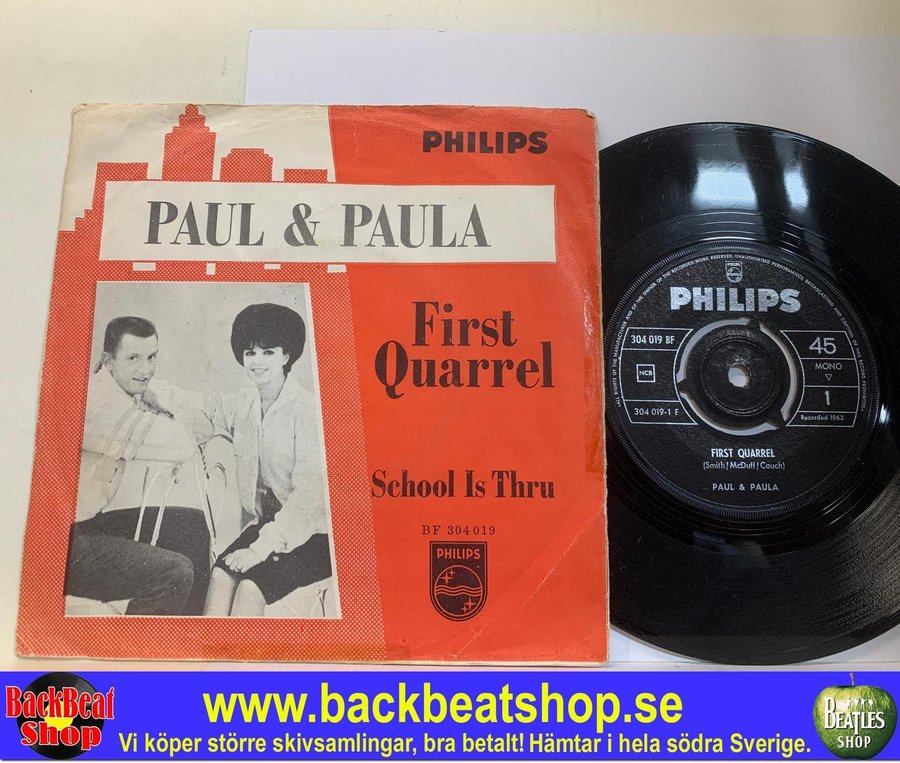 PHILIPS
PAUL & PAULA
First
Quarrel
School Is Thru
BF 304 019
PHILIPS
PHILIPS
PHILIPS
304 019 BF
NCB
304 019-1 F
45
MONO
1
Recorded 1963
FIRST QUARREL
(Smith/McDuff/Couch)
PAUL & PAULA
BackBeat
Shop
www.backbeatshop.se
Vi köper större skivsamlingar, bra betalt! Hämtar i hela södra Sverige.
BEATLES
SHOP